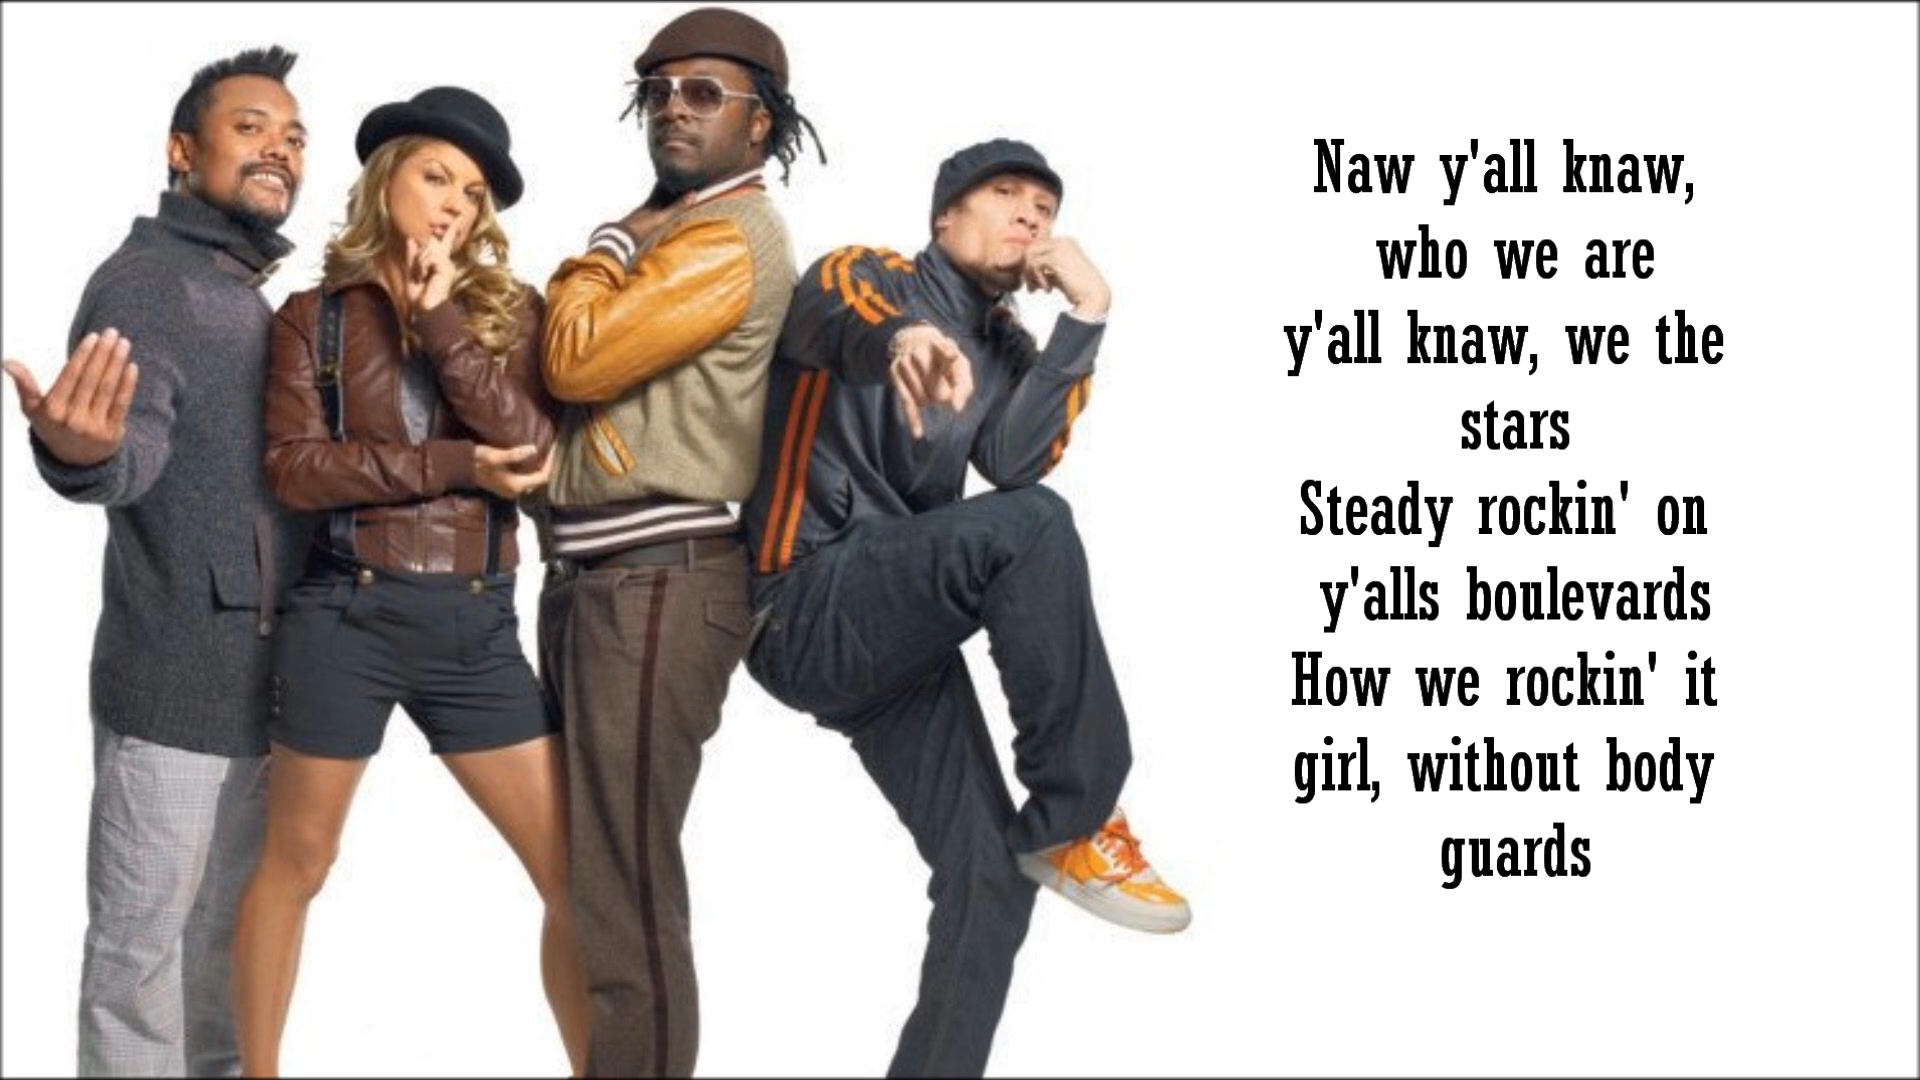 Naw y'all knaw,
who we are
y'all knaw, we the
stars
Steady rockin' on
y'alls boulevards
How we rockin' it
girl, without body
guards